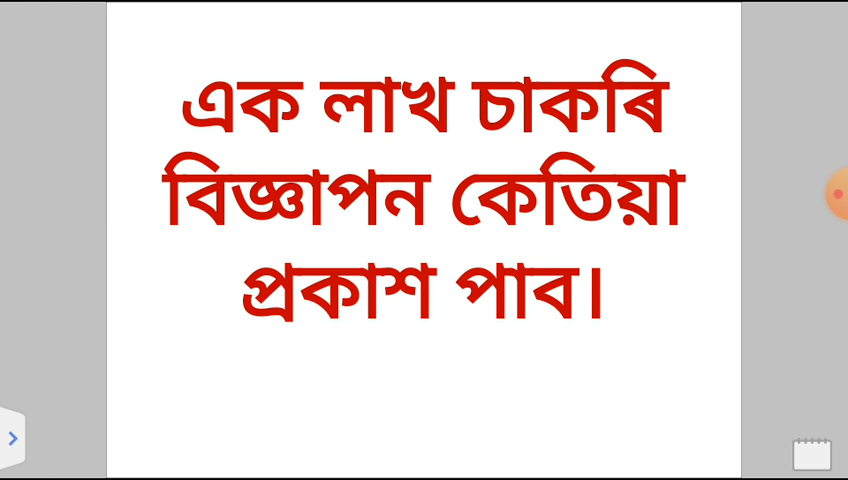 এক লাখ চাকৰি
বিজ্ঞাপন কেতিয়া
প্ৰকাশ পাব।